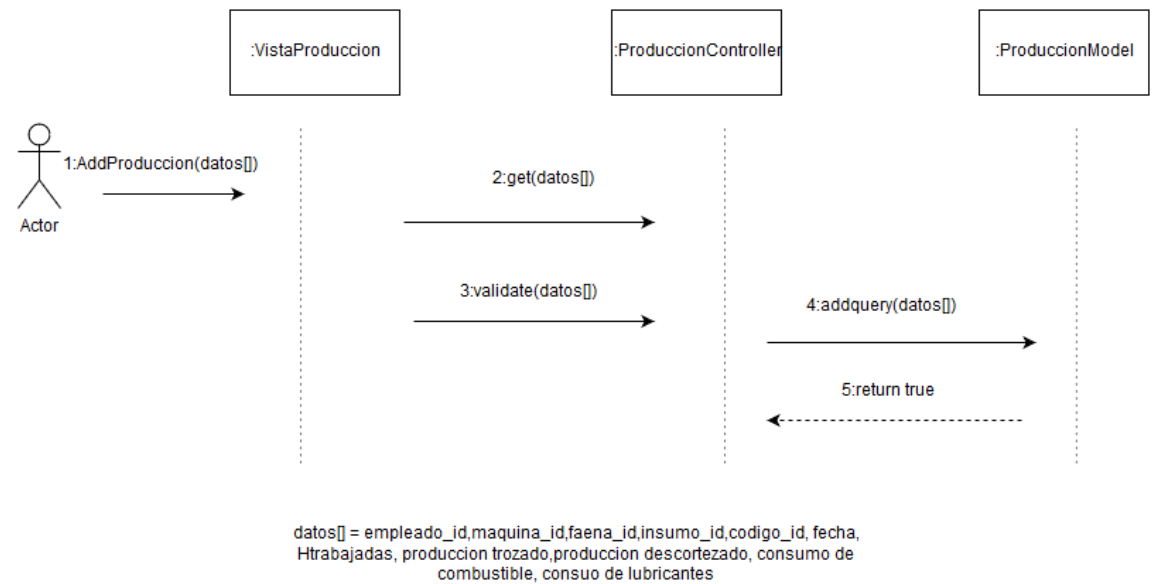 :VistaProduccion
:ProduccionController
:ProduccionModel
1:AddProduccion(datos[])
Actor
2:get(datos[])
3:validate(datos[])
4:addquery(datos[])
5:return true
datos[] = empleado_id,maquina_id,faena_id,insumo_id,codigo_id, fecha,
Htrabajadas, produccion trozado,produccion descortezado, consumo de
combustible, consuo de lubricantes